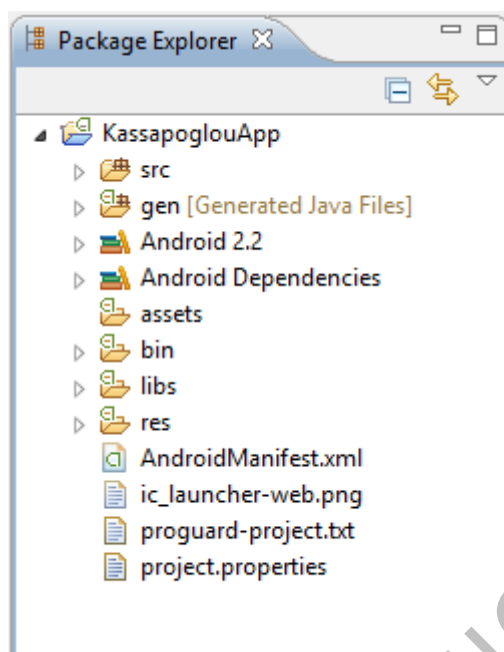 Package Explorer
KassapoglouApp
src
gen [Generated Java Files]
Android 2.2
Android Dependencies
assets
bin
libs
res
AndroidManifest.xml
ic_launcher-web.png
proguard-project.txt
project.properties